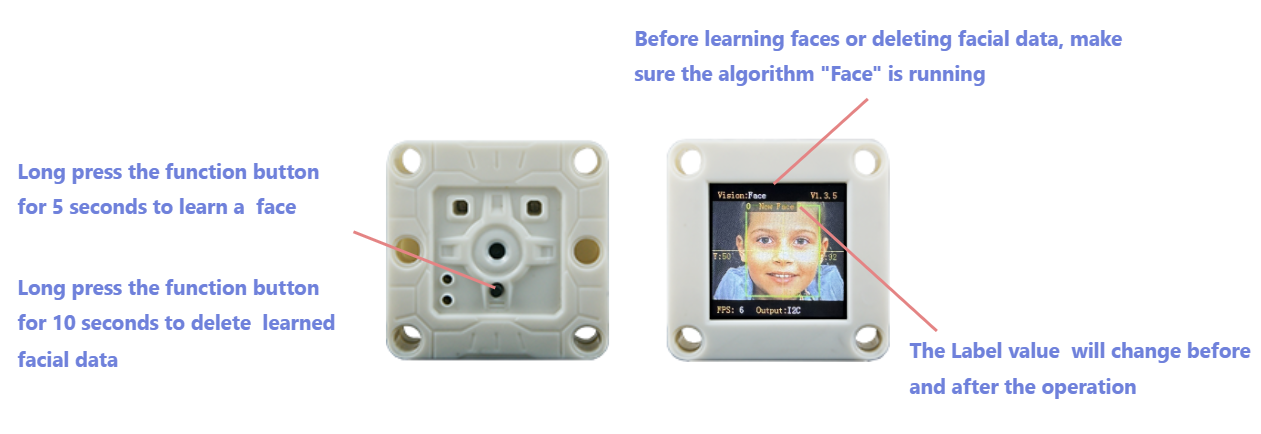 Before learning faces or deleting facial data, make
sure the algorithm "Face" is running
Long press the function button
for 5 seconds to learn a face
Long press the function button
for 10 seconds to delete learned
facial data
Vision:Face V1.3.5
0 New Face
T:50 :92
FPS: 6 Output:I2C
The Label value will change before
and after the operation